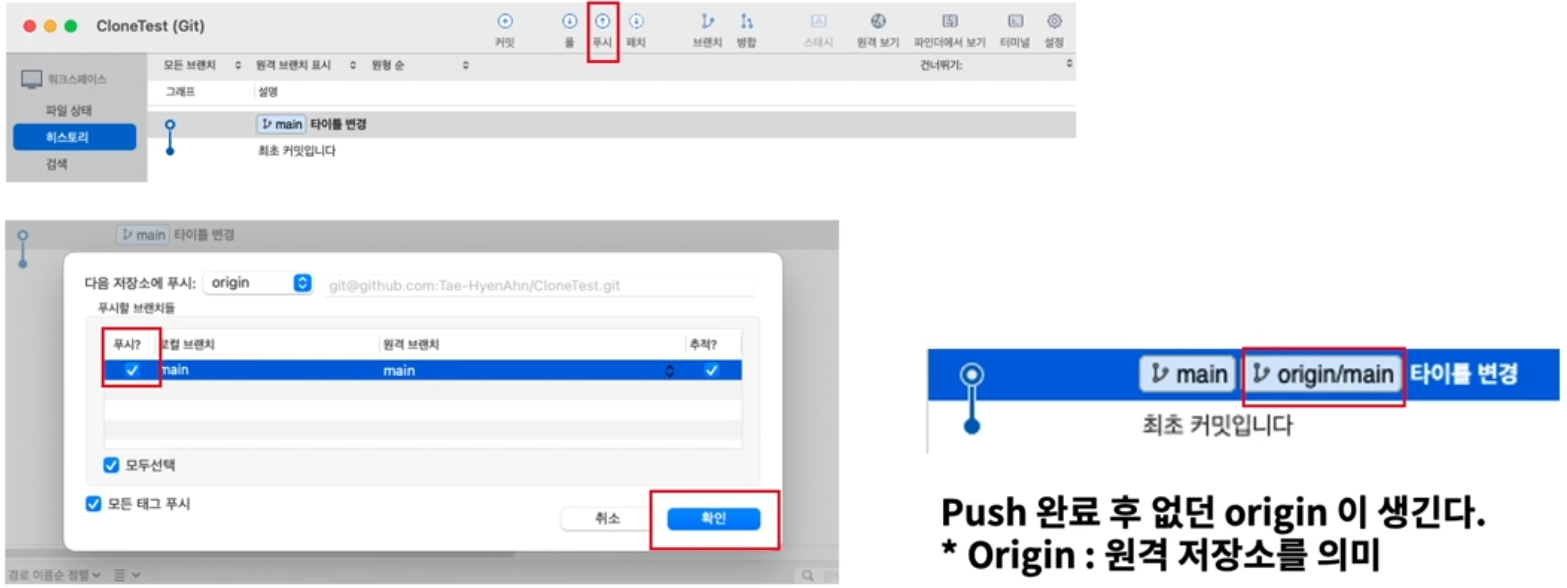 CloneTest (Git)
커밋 풀 푸시 패치 브랜치 병합 스태시 원격 보기 파인더에서 보기 터미널 설정
워크스페이스
파일 상태
히스토리
검색
모든 브랜치 원격 브랜치 표시 원형 순 건너뛰기:
그래프 설명
main 타이틀 변경
최초 커밋입니다
main 타이틀 변경
다음 저장소에 푸시: origin git@github.com:Tae-HyenAhn/CloneTest.git
푸시할 브랜치들
푸시? 로컬 브랜치 원격 브랜치 추적?
main main
모두선택
모든 태그 푸시
취소 확인
경로 이름순 정렬
main origin/main 타이틀 변경
최초 커밋입니다
Push 완료 후 없던 origin 이 생긴다.
* Origin : 원격 저장소를 의미